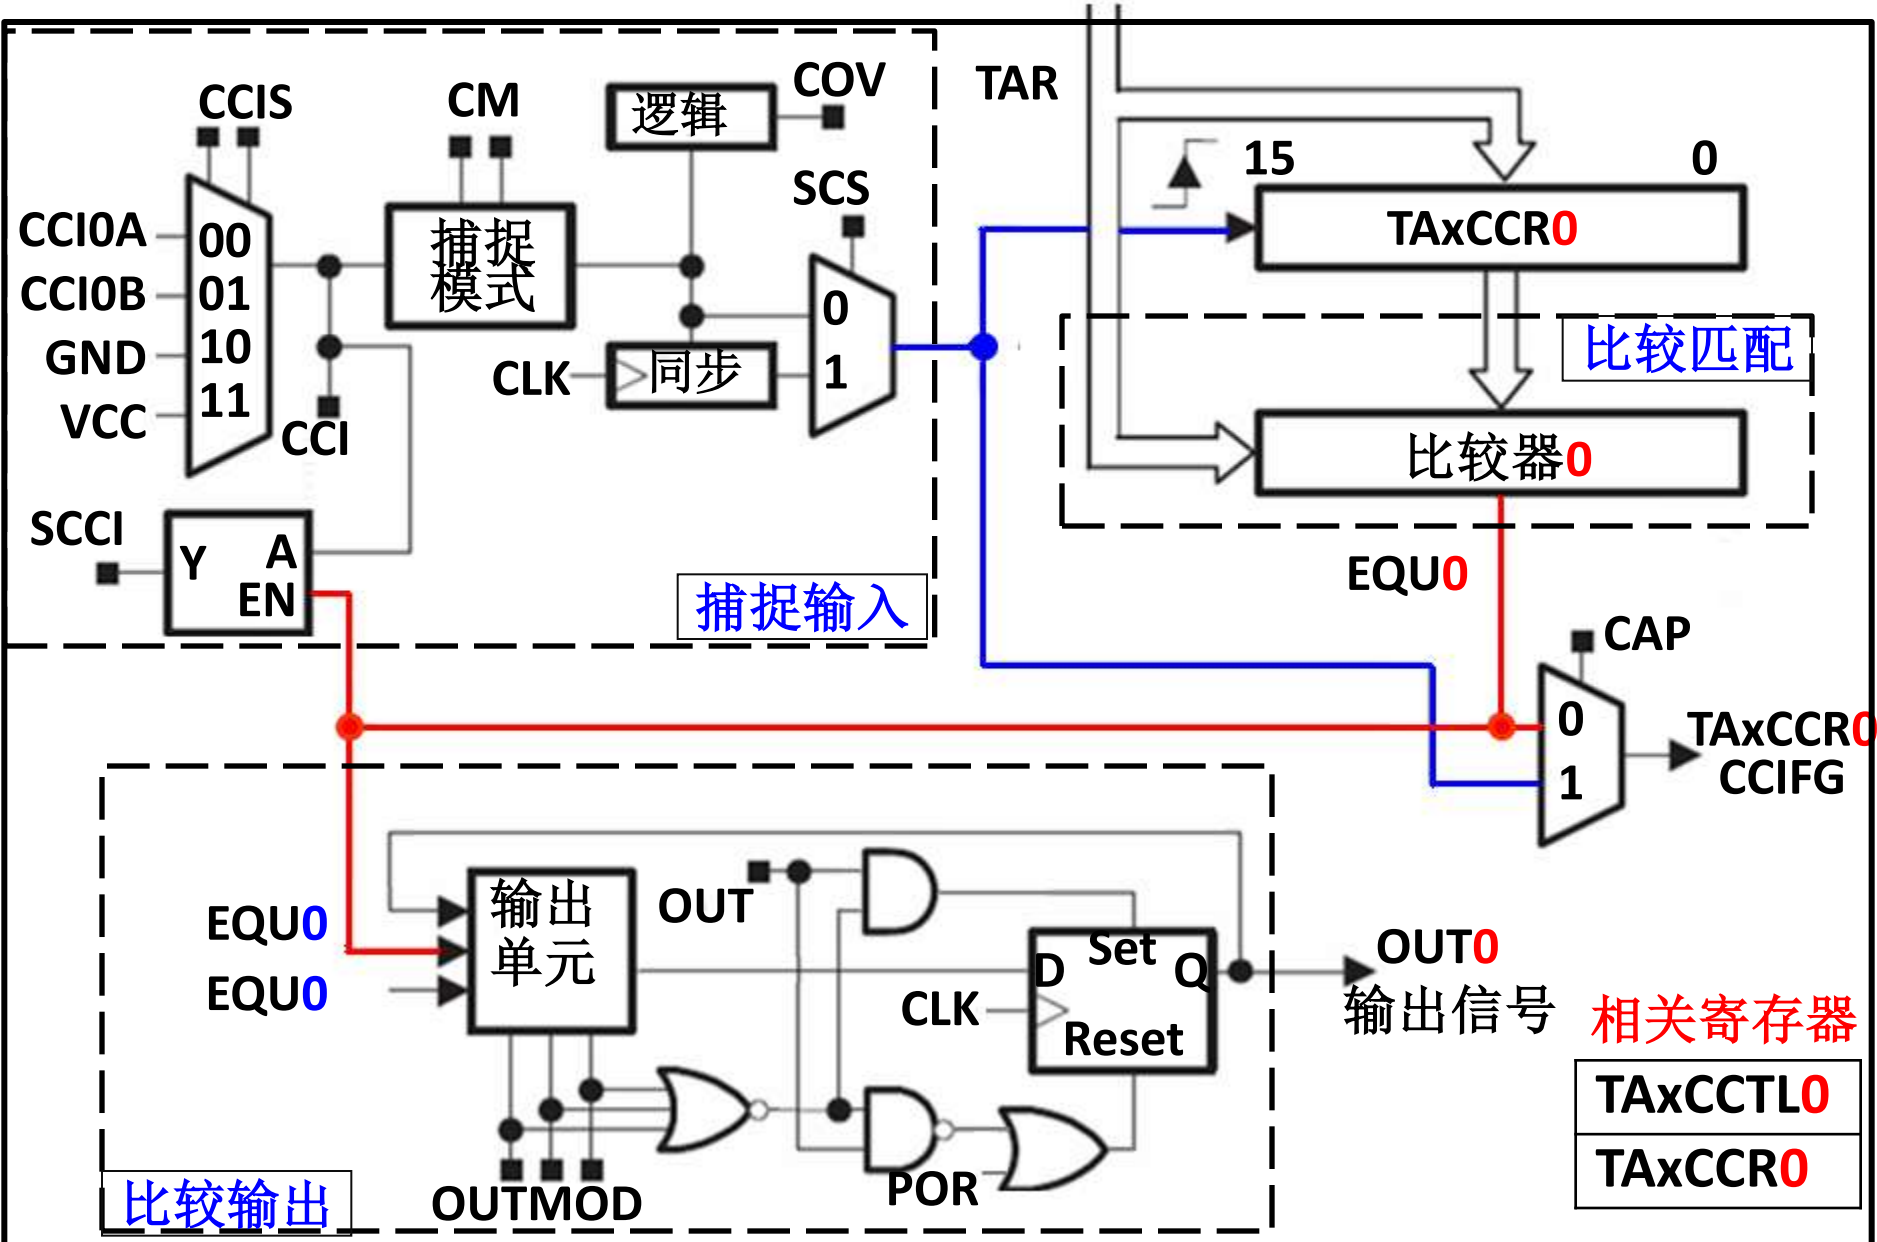 CCIS
CM
COV
逻辑
TAR
15
0
SCS
CCI0A
00
捕捉
模式
TAxCCR0
CCI0B
01
0
GND
10
CLK
同步
1
比较匹配
VCC
11
CCI
比较器0
SCCI
Y
A
EN
捕捉输入
EQU0
CAP
0
TAxCCR0
CCIFG
1
EQU0
输出
单元
OUT
Set
D
Q
OUT0
EQU0
CLK
Reset
输出信号
相关寄存器
TAxCCTL0
TAxCCR0
POR
OUTMOD
比较输出